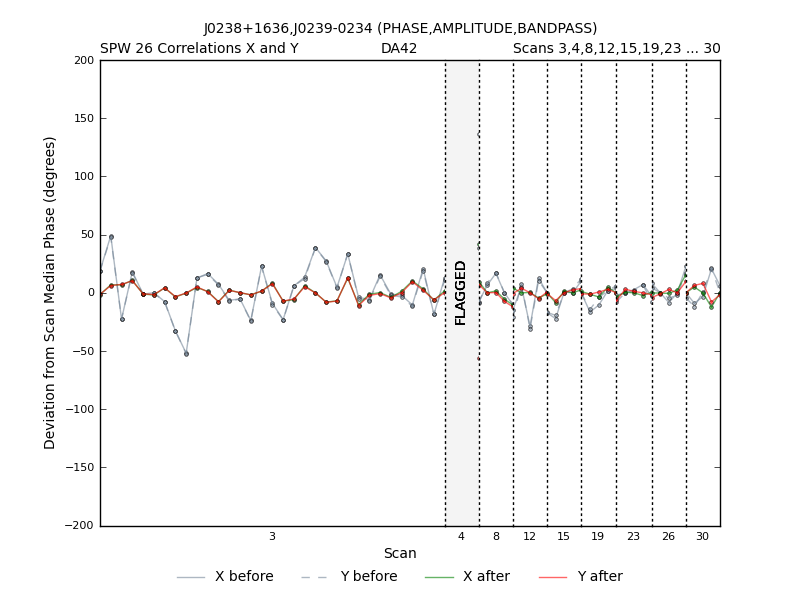 J0238+1636,J0239-0234 (PHASE,AMPLITUDE,BANDPASS)
SPW 26 Correlations X and Y DA42 Scans 3,4,8,12,15,19,23 ... 30
200
150
100
50
0
−50
−100
−150
−200
Deviation from Scan Median Phase (degrees)
FLAGGED
3 4 8 12 15 19 23 26 30
Scan
X before Y before X after Y after